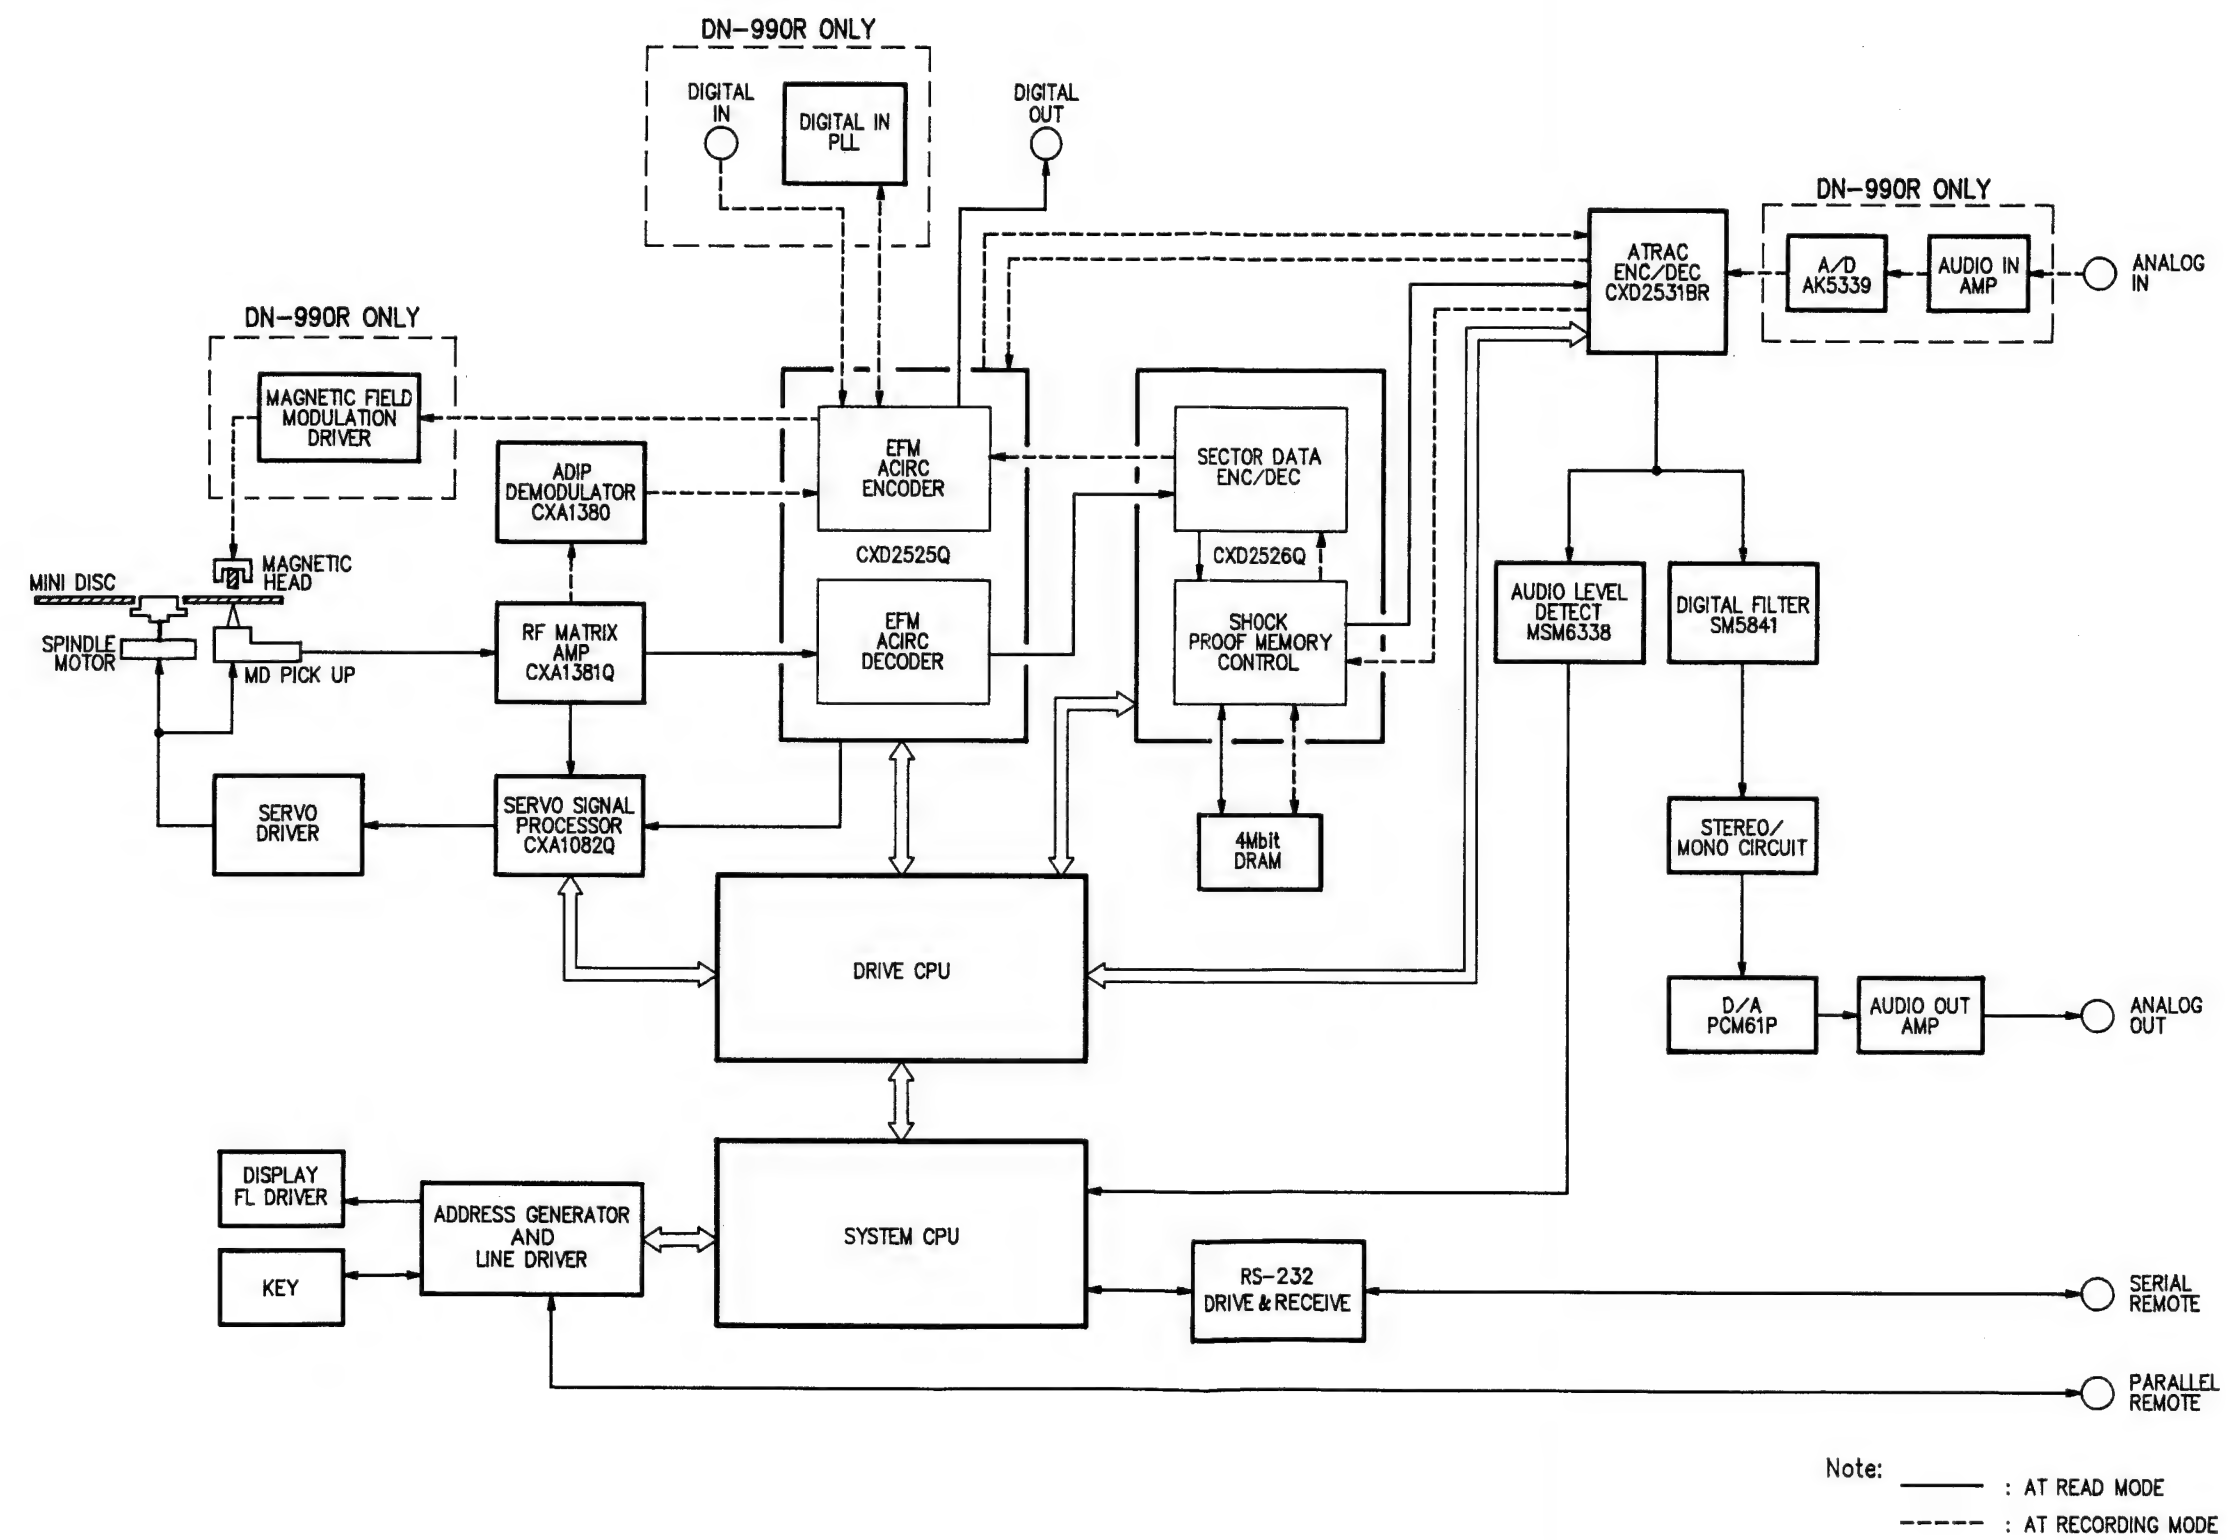 DN-990R ONLY
DIGITAL
IN
DIGITAL IN
PLL
DIGITAL
OUT
DN-990R ONLY
ATRAC
ENC/DEC
CXD2531BR
A/D
AK5339
AUDIO IN
AMP
ANALOG
IN
DN-990R ONLY
MAGNETIC FIELD
MODULATION
DRIVER
ADIP
DEMODULATOR
CXA1380
EFM
ACIRC
ENCODER
CXD2525Q
EFM
ACIRC
DECODER
SECTOR DATA
ENC/DEC
CXD2526Q
SHOCK
PROOF MEMORY
CONTROL
MINI DISC
MAGNETIC
HEAD
SPINDLE
MOTOR
MD PICK UP
RF MATRIX
AMP
CXA1381Q
AUDIO LEVEL
DETECT
MSM6338
DIGITAL FILTER
SM5841
SERVO
DRIVER
SERVO SIGNAL
PROCESSOR
CXA1082Q
4Mbit
DRAM
STEREO/
MONO CIRCUIT
DRIVE CPU
D/A
PCM61P
AUDIO OUT
AMP
ANALOG
OUT
DISPLAY
FL DRIVER
KEY
ADDRESS GENERATOR
AND
LINE DRIVER
SYSTEM CPU
RS-232
DRIVE & RECEIVE
SERIAL
REMOTE
PARALLEL
REMOTE
Note:
: AT READ MODE
: AT RECORDING MODE